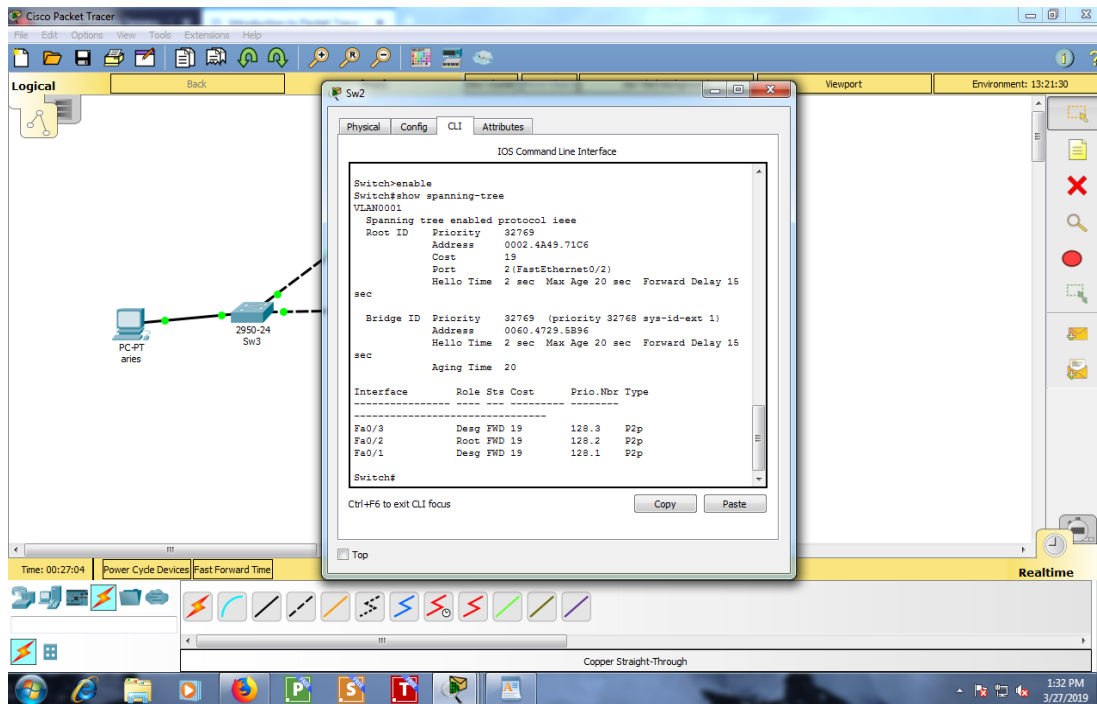 Cisco Packet Tracer
File Edit Options View Tools Extensions Help
Logical
Back
Viewport
Environment: 13:21:30
Sw2
Physical Config CLI Attributes
IOS Command Line Interface
Switch>enable
Switch#show spanning-tree
VLAN0001
Spanning tree enabled protocol ieee
Root ID Priority 32769
Address 0002.4A49.71C6
Cost 19
Port 2(FastEthernet0/2)
Hello Time 2 sec Max Age 20 sec Forward Delay 15
sec
Bridge ID Priority 32769 (priority 32768 sys-id-ext 1)
Address 0060.4729.5B96
Hello Time 2 sec Max Age 20 sec Forward Delay 15
sec
Aging Time 20
Interface Role Sts Cost Prio.Nbr Type
---------------- ---- --- --------- --------
--------------------------------
Fa0/3 Desg FWD 19 128.3 P2p
Fa0/2 Root FWD 19 128.2 P2p
Fa0/1 Desg FWD 19 128.1 P2p
Switch#
Ctrl+F6 to exit CLI focus
Copy Paste
Top
2950-24
Sw3
PC-PT
aries
Time: 00:27:04 Power Cycle Devices Fast Forward Time
Realtime
Copper Straight-Through
1:32 PM
3/27/2019